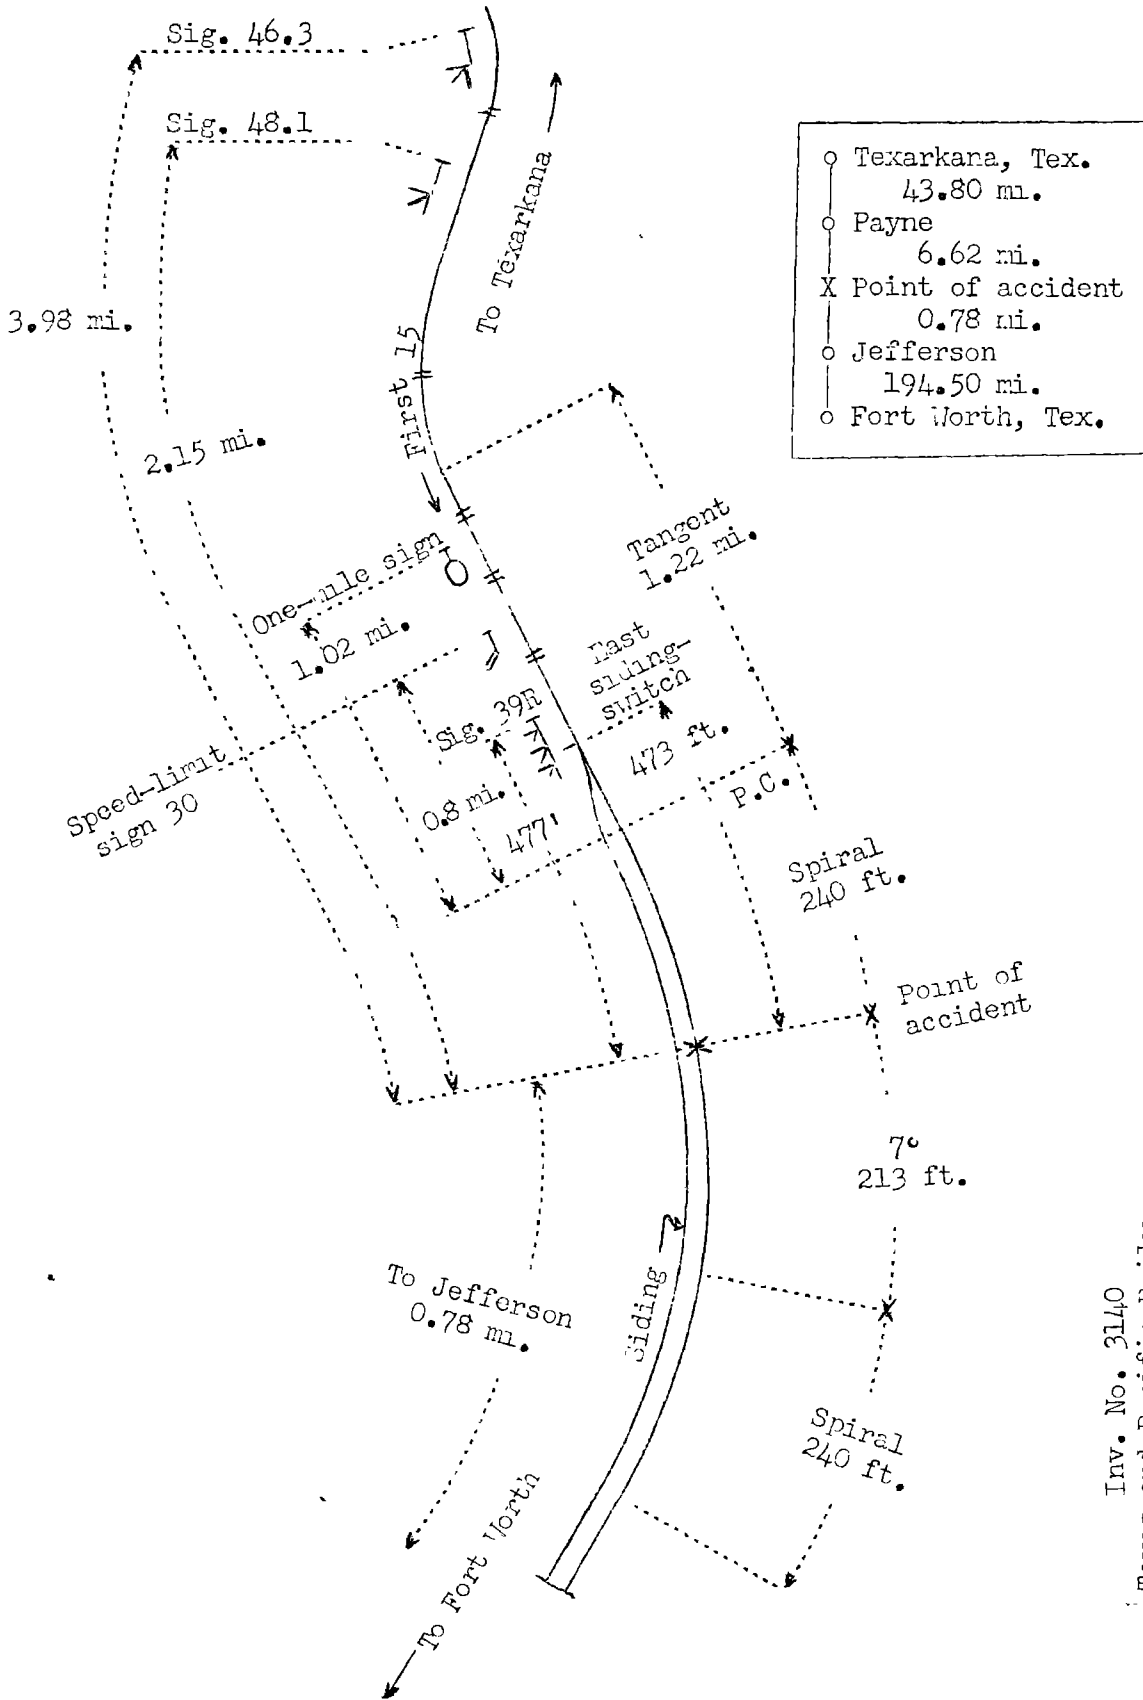 Sig. 46.3
Sig. 48.1
To Texarkana
Texarkana, Tex.
43.80 mi.
Payne
6.62 mi.
X Point of accident
0.78 mi.
Jefferson
194.50 mi.
Fort Worth, Tex.
3.98 mi.
2.15 mi.
First 15
Tangent
1.22 mi.
One-mile sign
1.02 mi.
East
siding-
switch
Sig. 39R
473 ft.
Speed-limit
sign 30
0.8 mi.
477'
P.C.
Spiral
240 ft.
Point of
accident
7°
213 ft.
To Jefferson
0.78 mi.
Siding
Spiral
240 ft.
To Fort Worth
Inv. No. 3140